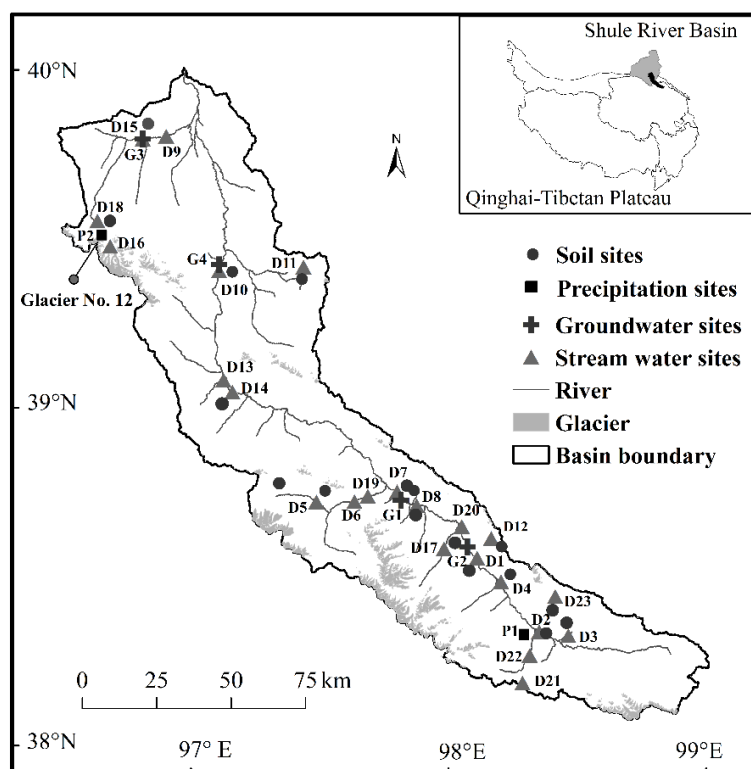 Shule River Basin
Qinghai-Tibctan Platcau
N
40°N
39°N
38°N
97° E
98°E
99°E
D15
G3
D9
D18
P2
D16
Glacier No. 12
G4
D10
D11
D13
D14
D5
D6
D19
D7
G1
D8
D20
D12
D17
G2
D1
D4
D23
P1
D2
D3
D22
D21
Soil sites
Precipitation sites
Groundwater sites
Stream water sites
River
Glacier
Basin boundary
0 25 50 75 km